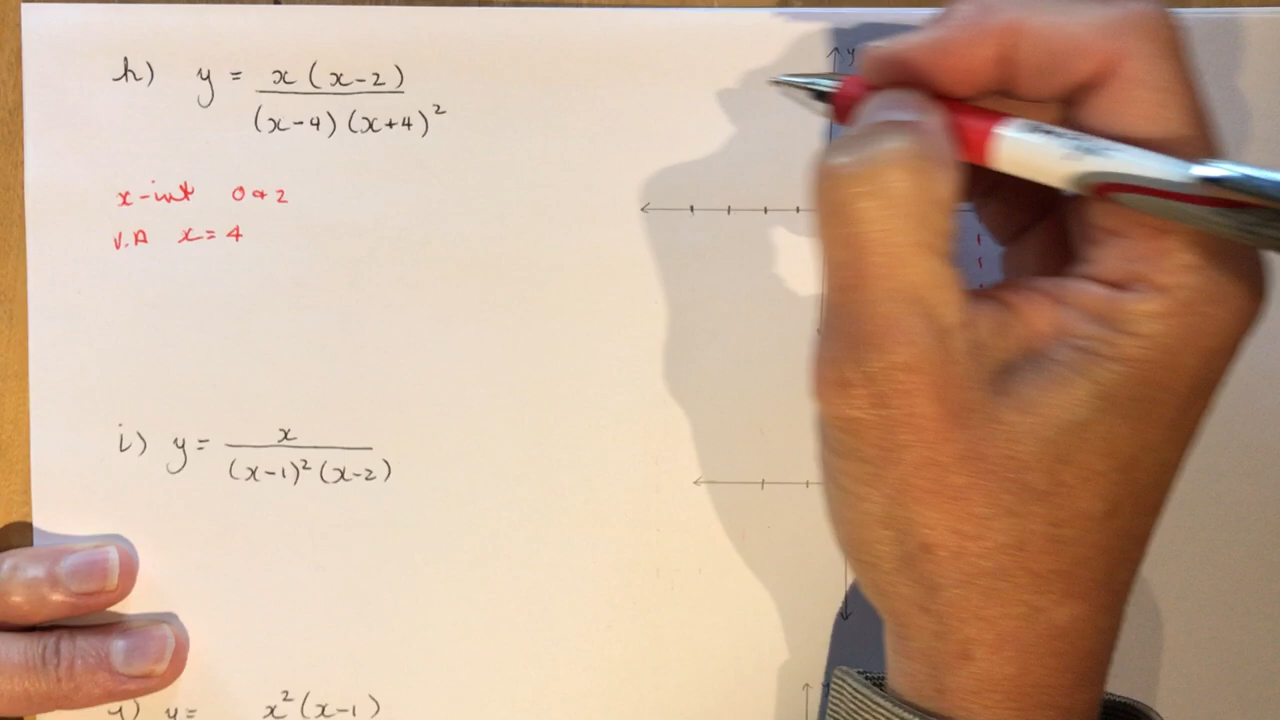 h) y = x(x-2)
(x-4)(x+4)²
x-int 0 & 2
V.A x = 4
y
i) y = x
(x-1)²(x-2)
y = x²(x-1)